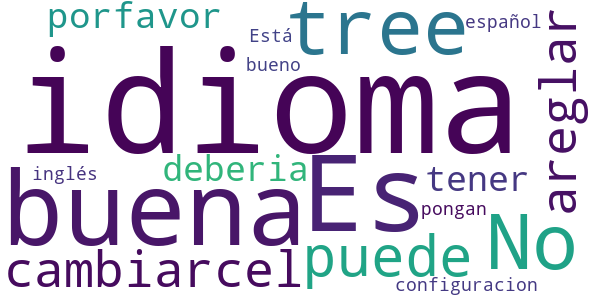 porfavor
tree
español
Está
bueno
idioma
areglar
inglés
deberia
Es
tener
buena
pongan
No
puede
cambiarcel
configuracion